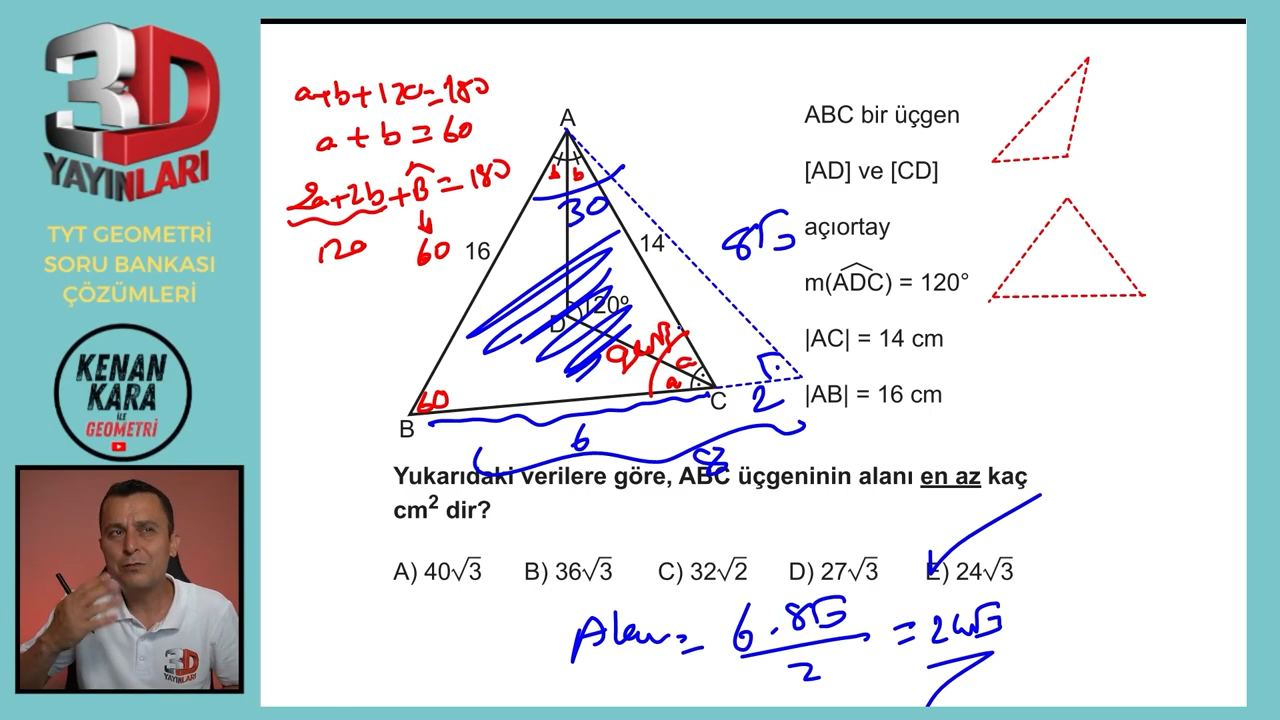 3D
YAYINLARI
TYT GEOMETRİ
SORU BANKASI
ÇÖZÜMLERİ
KENAN
KARA
İLE
GEOMETRİ
3D
YAYINLARI
a+b+120=180
a+b=60
2a+2b+B=180
120
60
A
b
b
30
16
14
8√3
D
120º
a
a
60
B
C
2
6
8
ABC bir üçgen
[AD] ve [CD]
açıortay
m(ADC) = 120°
|AC| = 14 cm
|AB| = 16 cm
Yukarıdaki verilere göre, ABC üçgeninin alanı en az kaç
cm² dir?
A) 40√3 B) 36√3 C) 32√2 D) 27√3 E) 24√3
Alan = 6.8√3 / 2 = 24√3